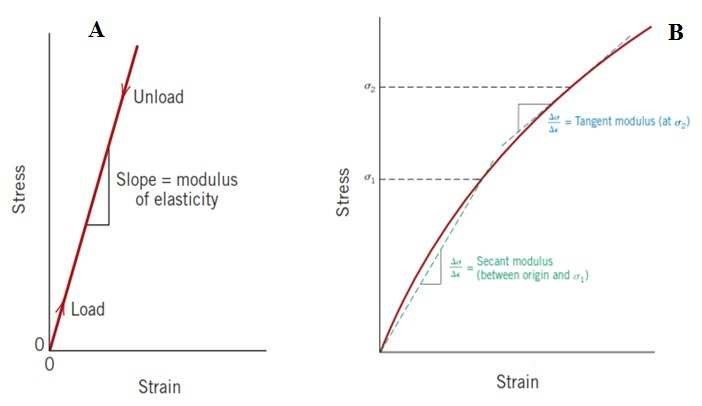 A
Unload
Slope = modulus
of elasticity
Load
Stress
0
0
Strain
B
σ₂
Δσ/Δε = Tangent modulus (at σ₂)
σ₁
Δσ/Δε = Secant modulus
(between origin and σ₁)
Stress
Strain